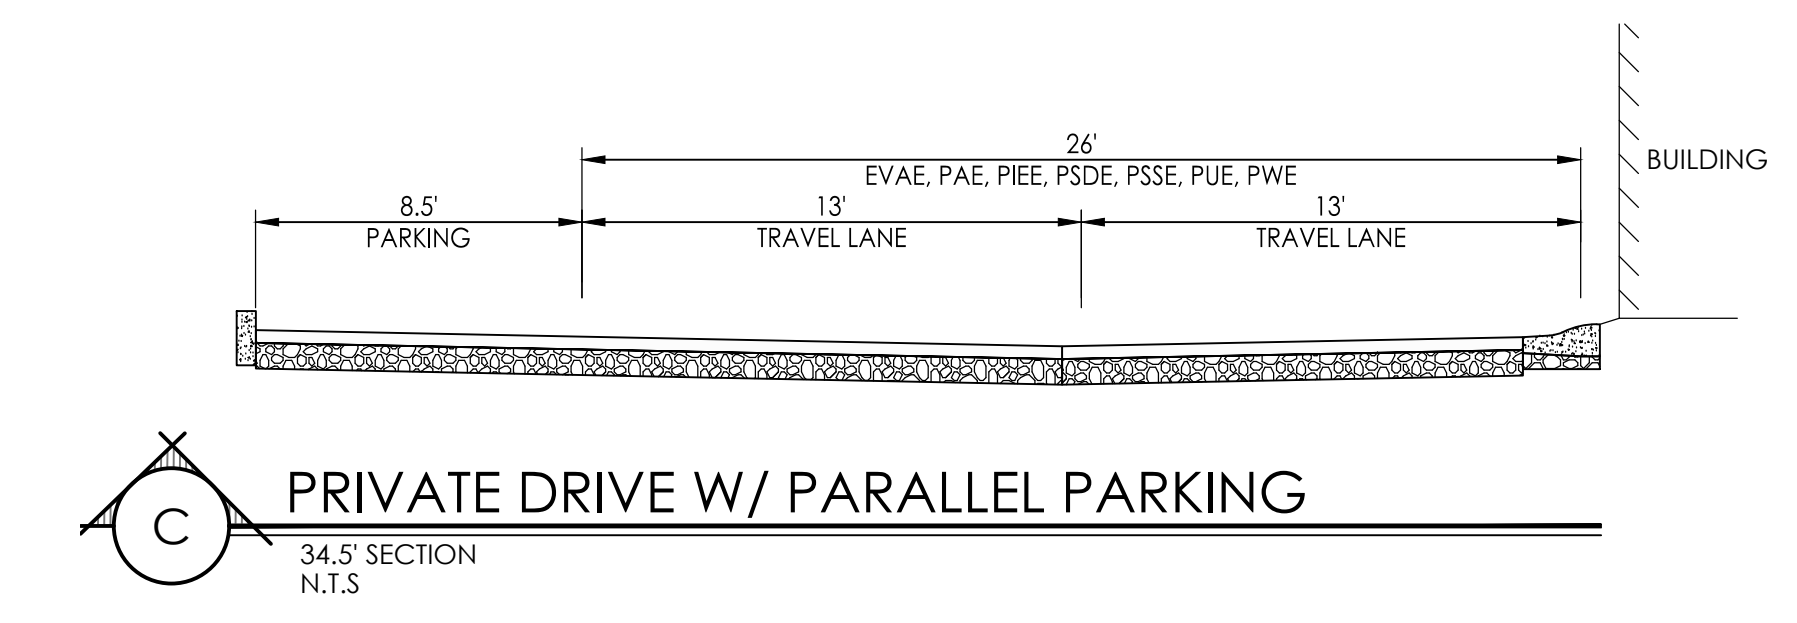 26'
EVAE, PAE, PIEE, PSDE, PSSE, PUE, PWE
BUILDING
8.5'
PARKING
13'
TRAVEL LANE
13'
TRAVEL LANE
C
PRIVATE DRIVE W/ PARALLEL PARKING
34.5' SECTION
N.T.S